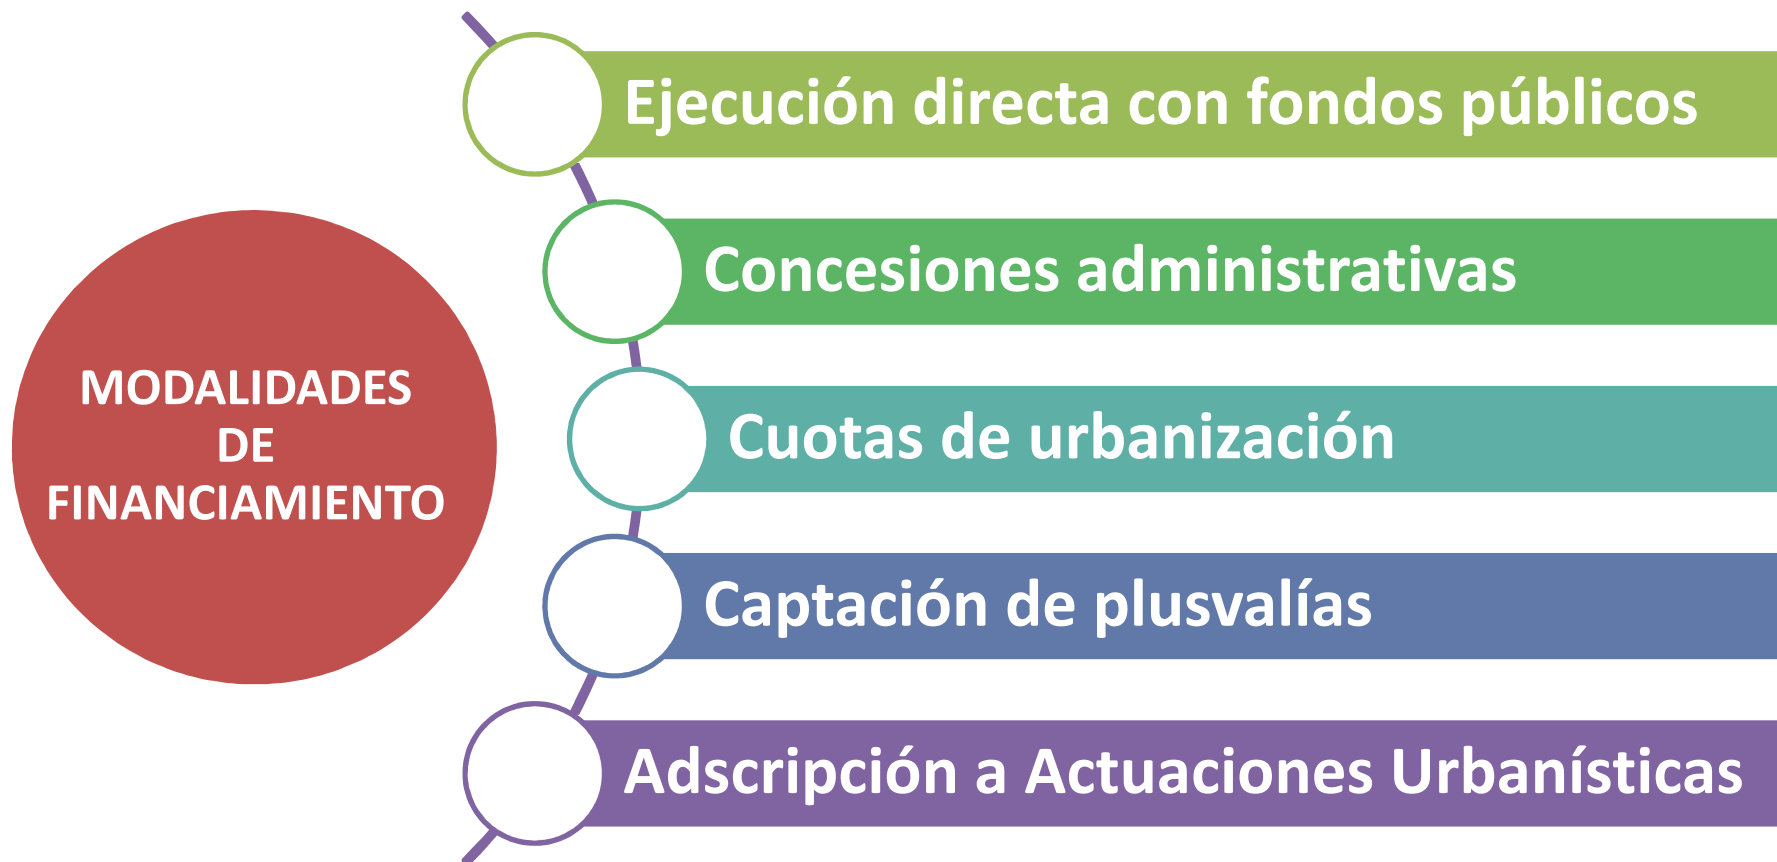 MODALIDADES
DE
FINANCIAMIENTO
Ejecución directa con fondos públicos
Concesiones administrativas
Cuotas de urbanización
Captación de plusvalías
Adscripción a Actuaciones Urbanísticas